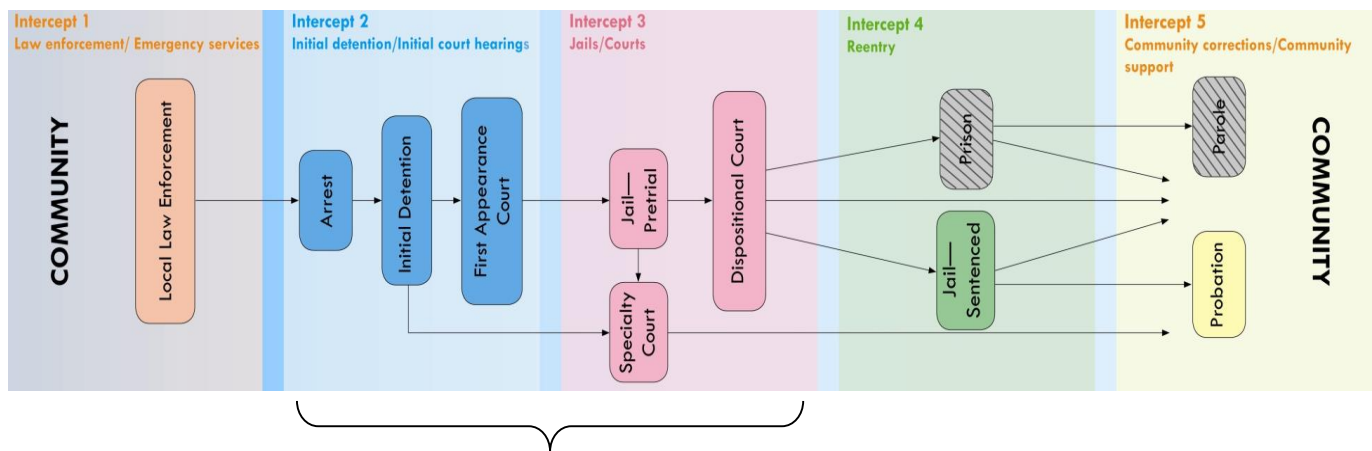 Intercept 1
Law enforcement/ Emergency services
Intercept 2
Initial detention/Initial court hearings
Intercept 3
Jails/Courts
Intercept 4
Reentry
Intercept 5
Community corrections/Community
support
COMMUNITY
Local Law Enforcement
Arrest
Initial Detention
First Appearance
Court
Jail—
Pretrial
Specialty
Court
Dispositional Court
Prison
Jail—
Sentenced
Parole
Probation
COMMUNITY